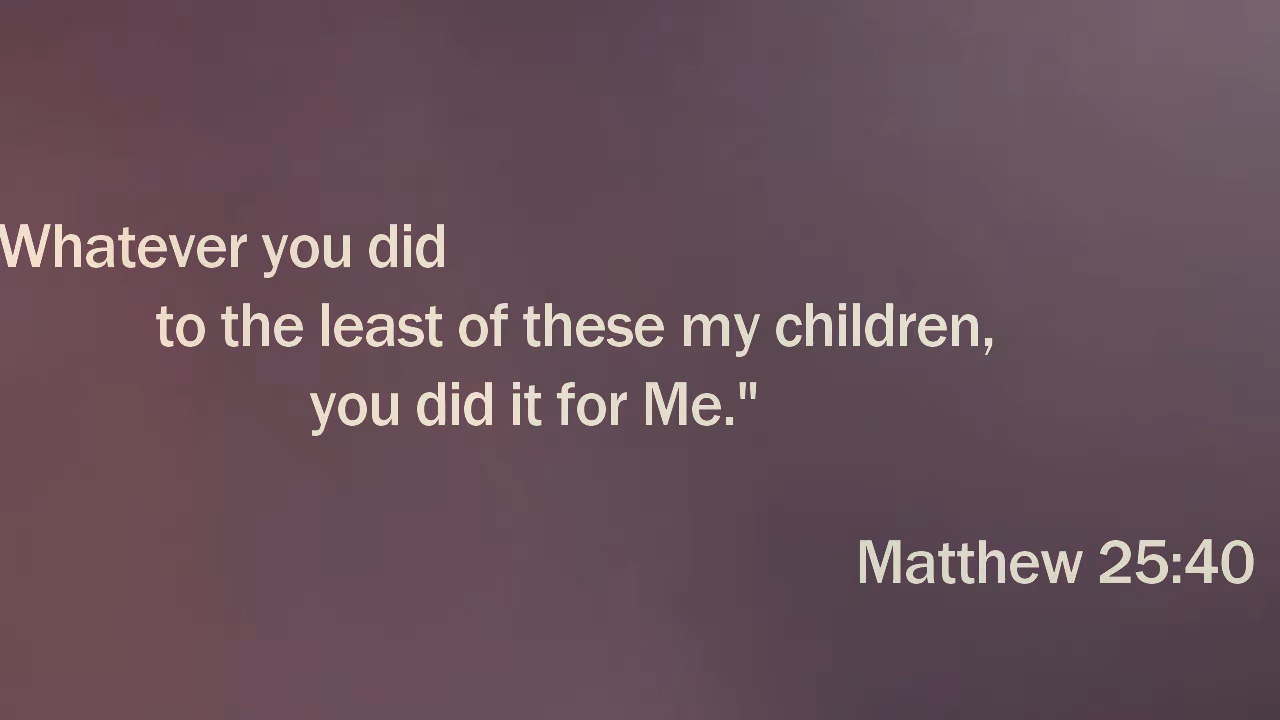 Whatever you did
to the least of these my children,
you did it for Me."
Matthew 25:40